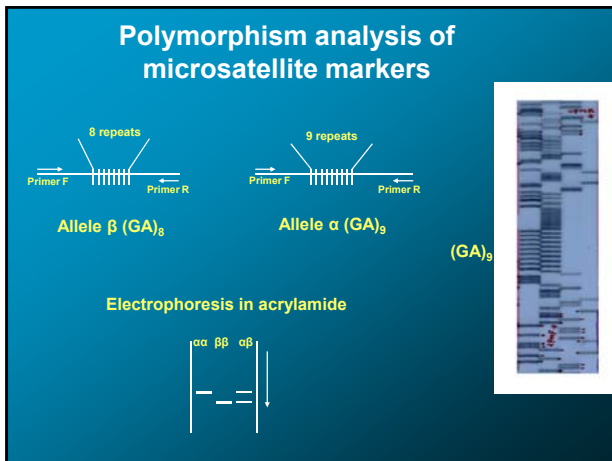 Polymorphism analysis of
microsatellite markers
8 repeats
9 repeats
Primer F
Primer R
Primer F
Primer R
Allele β (GA)8
Allele α (GA)9
(GA)9
Electrophoresis in acrylamide
αα ββ αβ